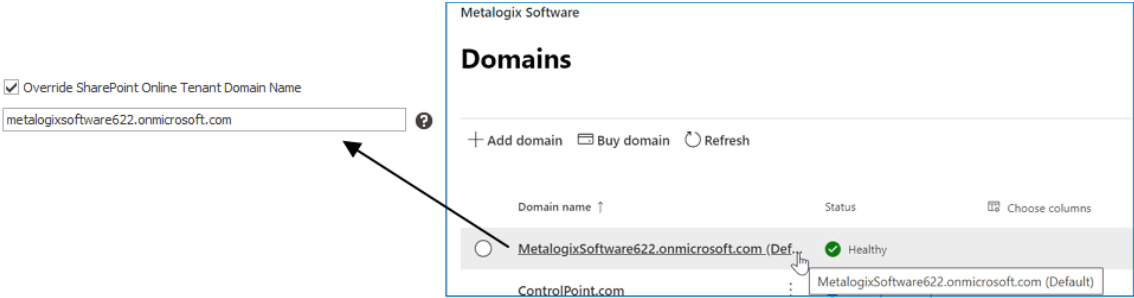 Metalogix Software
Domains
Override SharePoint Online Tenant Domain Name
metalogixsoftware622.onmicrosoft.com
Add domain Buy domain Refresh
Domain name ↑ Status Choose columns
MetalogixSoftware622.onmicrosoft.com (Def... Healthy
MetalogixSoftware622.onmicrosoft.com (Default)
ControlPoint.com